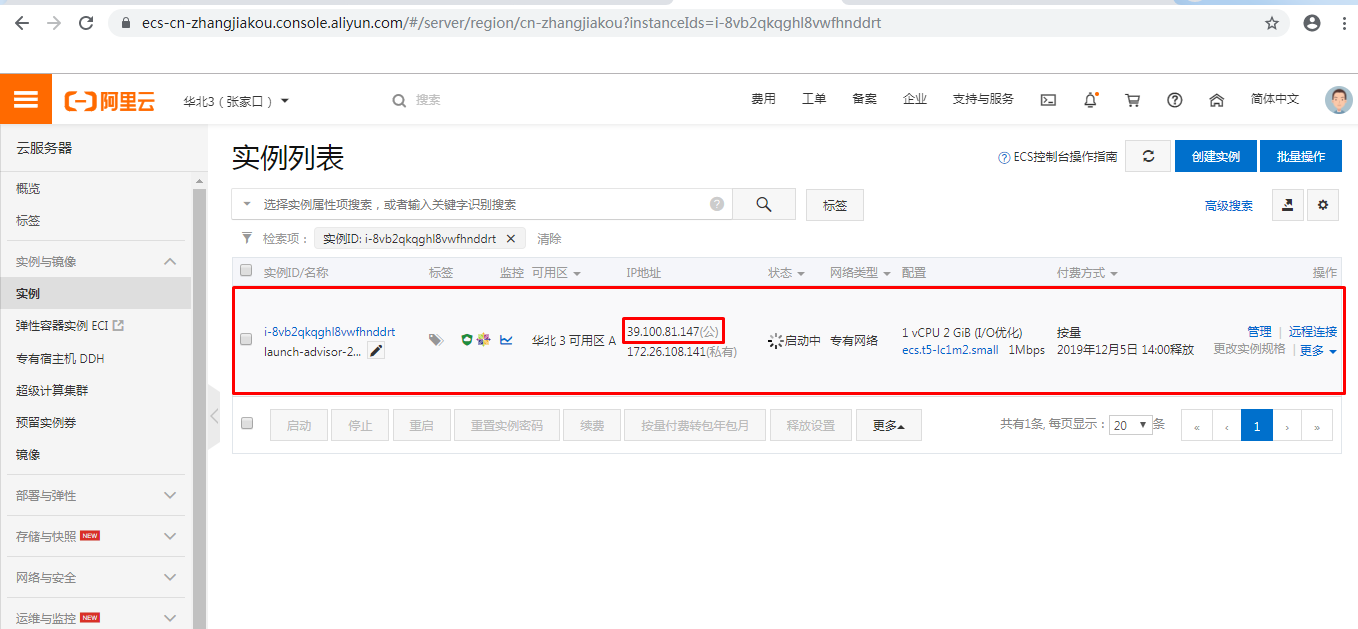 ecs-cn-zhangjiakou.console.aliyun.com/#/server/region/cn-zhangjiakou?instanceIds=i-8vb2qkqghl8vwfhnddrt
阿里云 华北3（张家口） 搜索 费用 工单 备案 企业 支持与服务 简体中文
云服务器
概览
标签
实例与镜像
实例
弹性容器实例 ECI
专有宿主机 DDH
超级计算集群
预留实例券
镜像
部署与弹性
存储与快照 NEW
网络与安全
运维与监控 NEW
实例列表 ECS控制台操作指南 创建实例 批量操作
选择实例属性项搜索，或者输入关键字识别搜索 标签 高级搜索
检索项： 实例ID: i-8vb2qkqghl8vwfhnddrt 清除
实例ID/名称 标签 监控 可用区 IP地址 状态 网络类型 配置 付费方式 操作
i-8vb2qkqghl8vwfhnddrt
launch-advisor-2...
华北 3 可用区 A
39.100.81.147(公)
172.26.108.141(私有)
启动中 专有网络
1 vCPU 2 GiB (I/O优化)
ecs.t5-lc1m2.small 1Mbps
按量
2019年12月5日 14:00释放
管理 | 远程连接
更改实例规格 | 更多
启动 停止 重启 重置实例密码 续费 按量付费转包年包月 释放设置 更多 共有1条, 每页显示： 20 条 « ‹ 1 › »